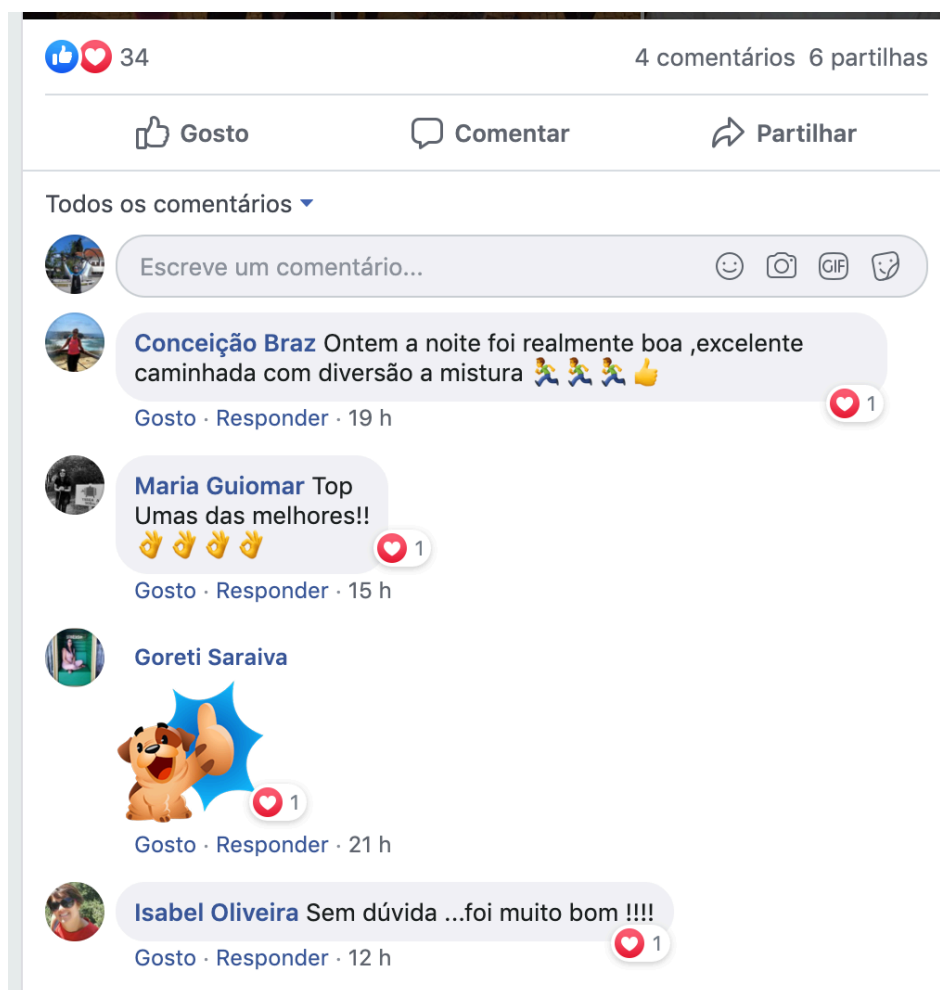 34
4 comentários 6 partilhas
Gosto
Comentar
Partilhar
Todos os comentários
Escreve um comentário...
GIF
Conceição Braz Ontem a noite foi realmente boa ,excelente
caminhada com diversão a mistura 🏃‍♂️🏃‍♂️🏃‍♂️👍
1
Gosto · Responder · 19 h
Maria Guiomar Top
Umas das melhores!!
👌👌👌👌
1
Gosto · Responder · 15 h
Goreti Saraiva
1
Gosto · Responder · 21 h
Isabel Oliveira Sem dúvida ...foi muito bom !!!!
1
Gosto · Responder · 12 h